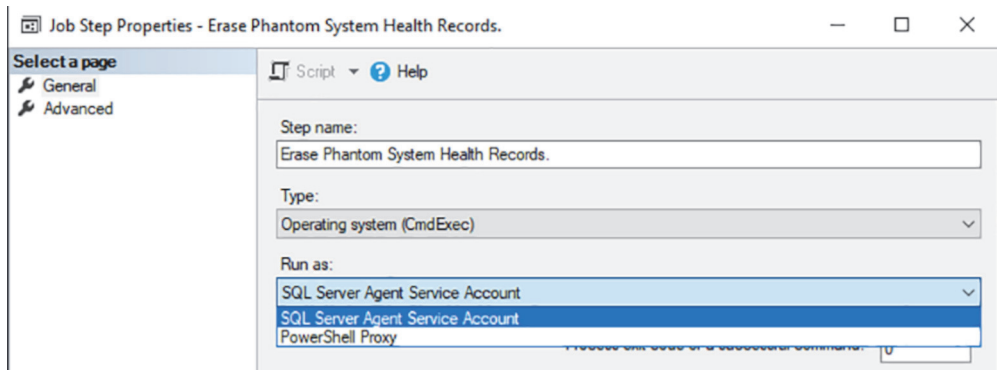 Job Step Properties - Erase Phantom System Health Records.
Select a page
General
Advanced
Script Help
Step name:
Erase Phantom System Health Records.
Type:
Operating system (CmdExec)
Run as:
SQL Server Agent Service Account
SQL Server Agent Service Account
PowerShell Proxy